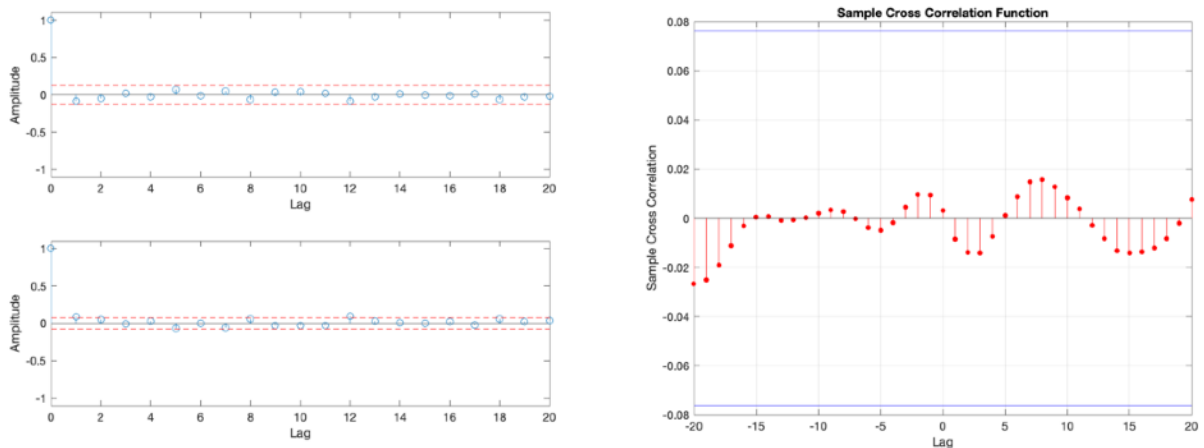 1
0.5
0
-0.5
-1
Amplitude
0 2 4 6 8 10 12 14 16 18 20
Lag
1
0.5
0
-0.5
-1
Amplitude
0 2 4 6 8 10 12 14 16 18 20
Lag
Sample Cross Correlation Function
0.08
0.06
0.04
0.02
0
-0.02
-0.04
-0.06
-0.08
Sample Cross Correlation
-20 -15 -10 -5 0 5 10 15 20
Lag